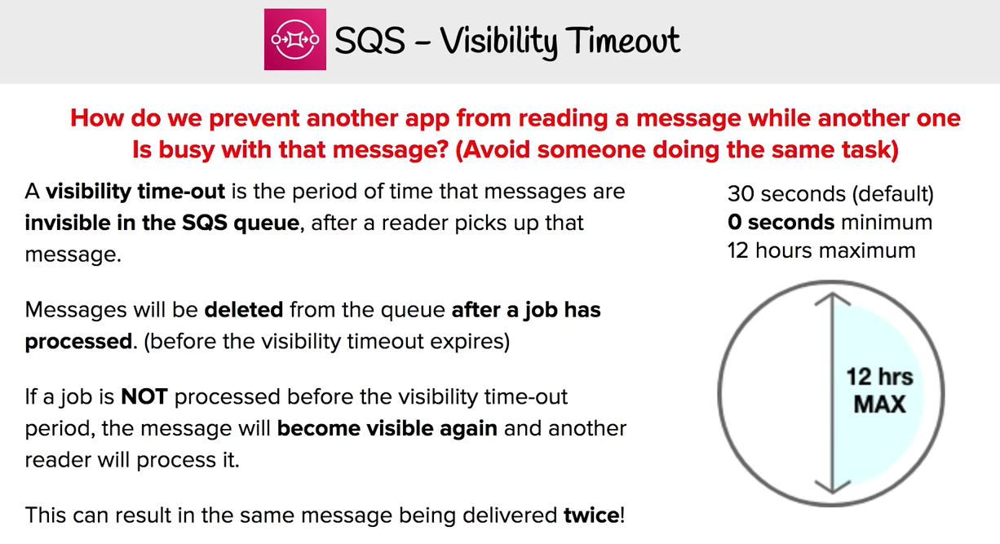 SQS – Visibility Timeout
How do we prevent another app from reading a message while another one
Is busy with that message? (Avoid someone doing the same task)
A visibility time-out is the period of time that messages are
invisible in the SQS queue, after a reader picks up that
message.
Messages will be deleted from the queue after a job has
processed. (before the visibility timeout expires)
If a job is NOT processed before the visibility time-out
period, the message will become visible again and another
reader will process it.
This can result in the same message being delivered twice!
30 seconds (default)
0 seconds minimum
12 hours maximum
12 hrs
MAX